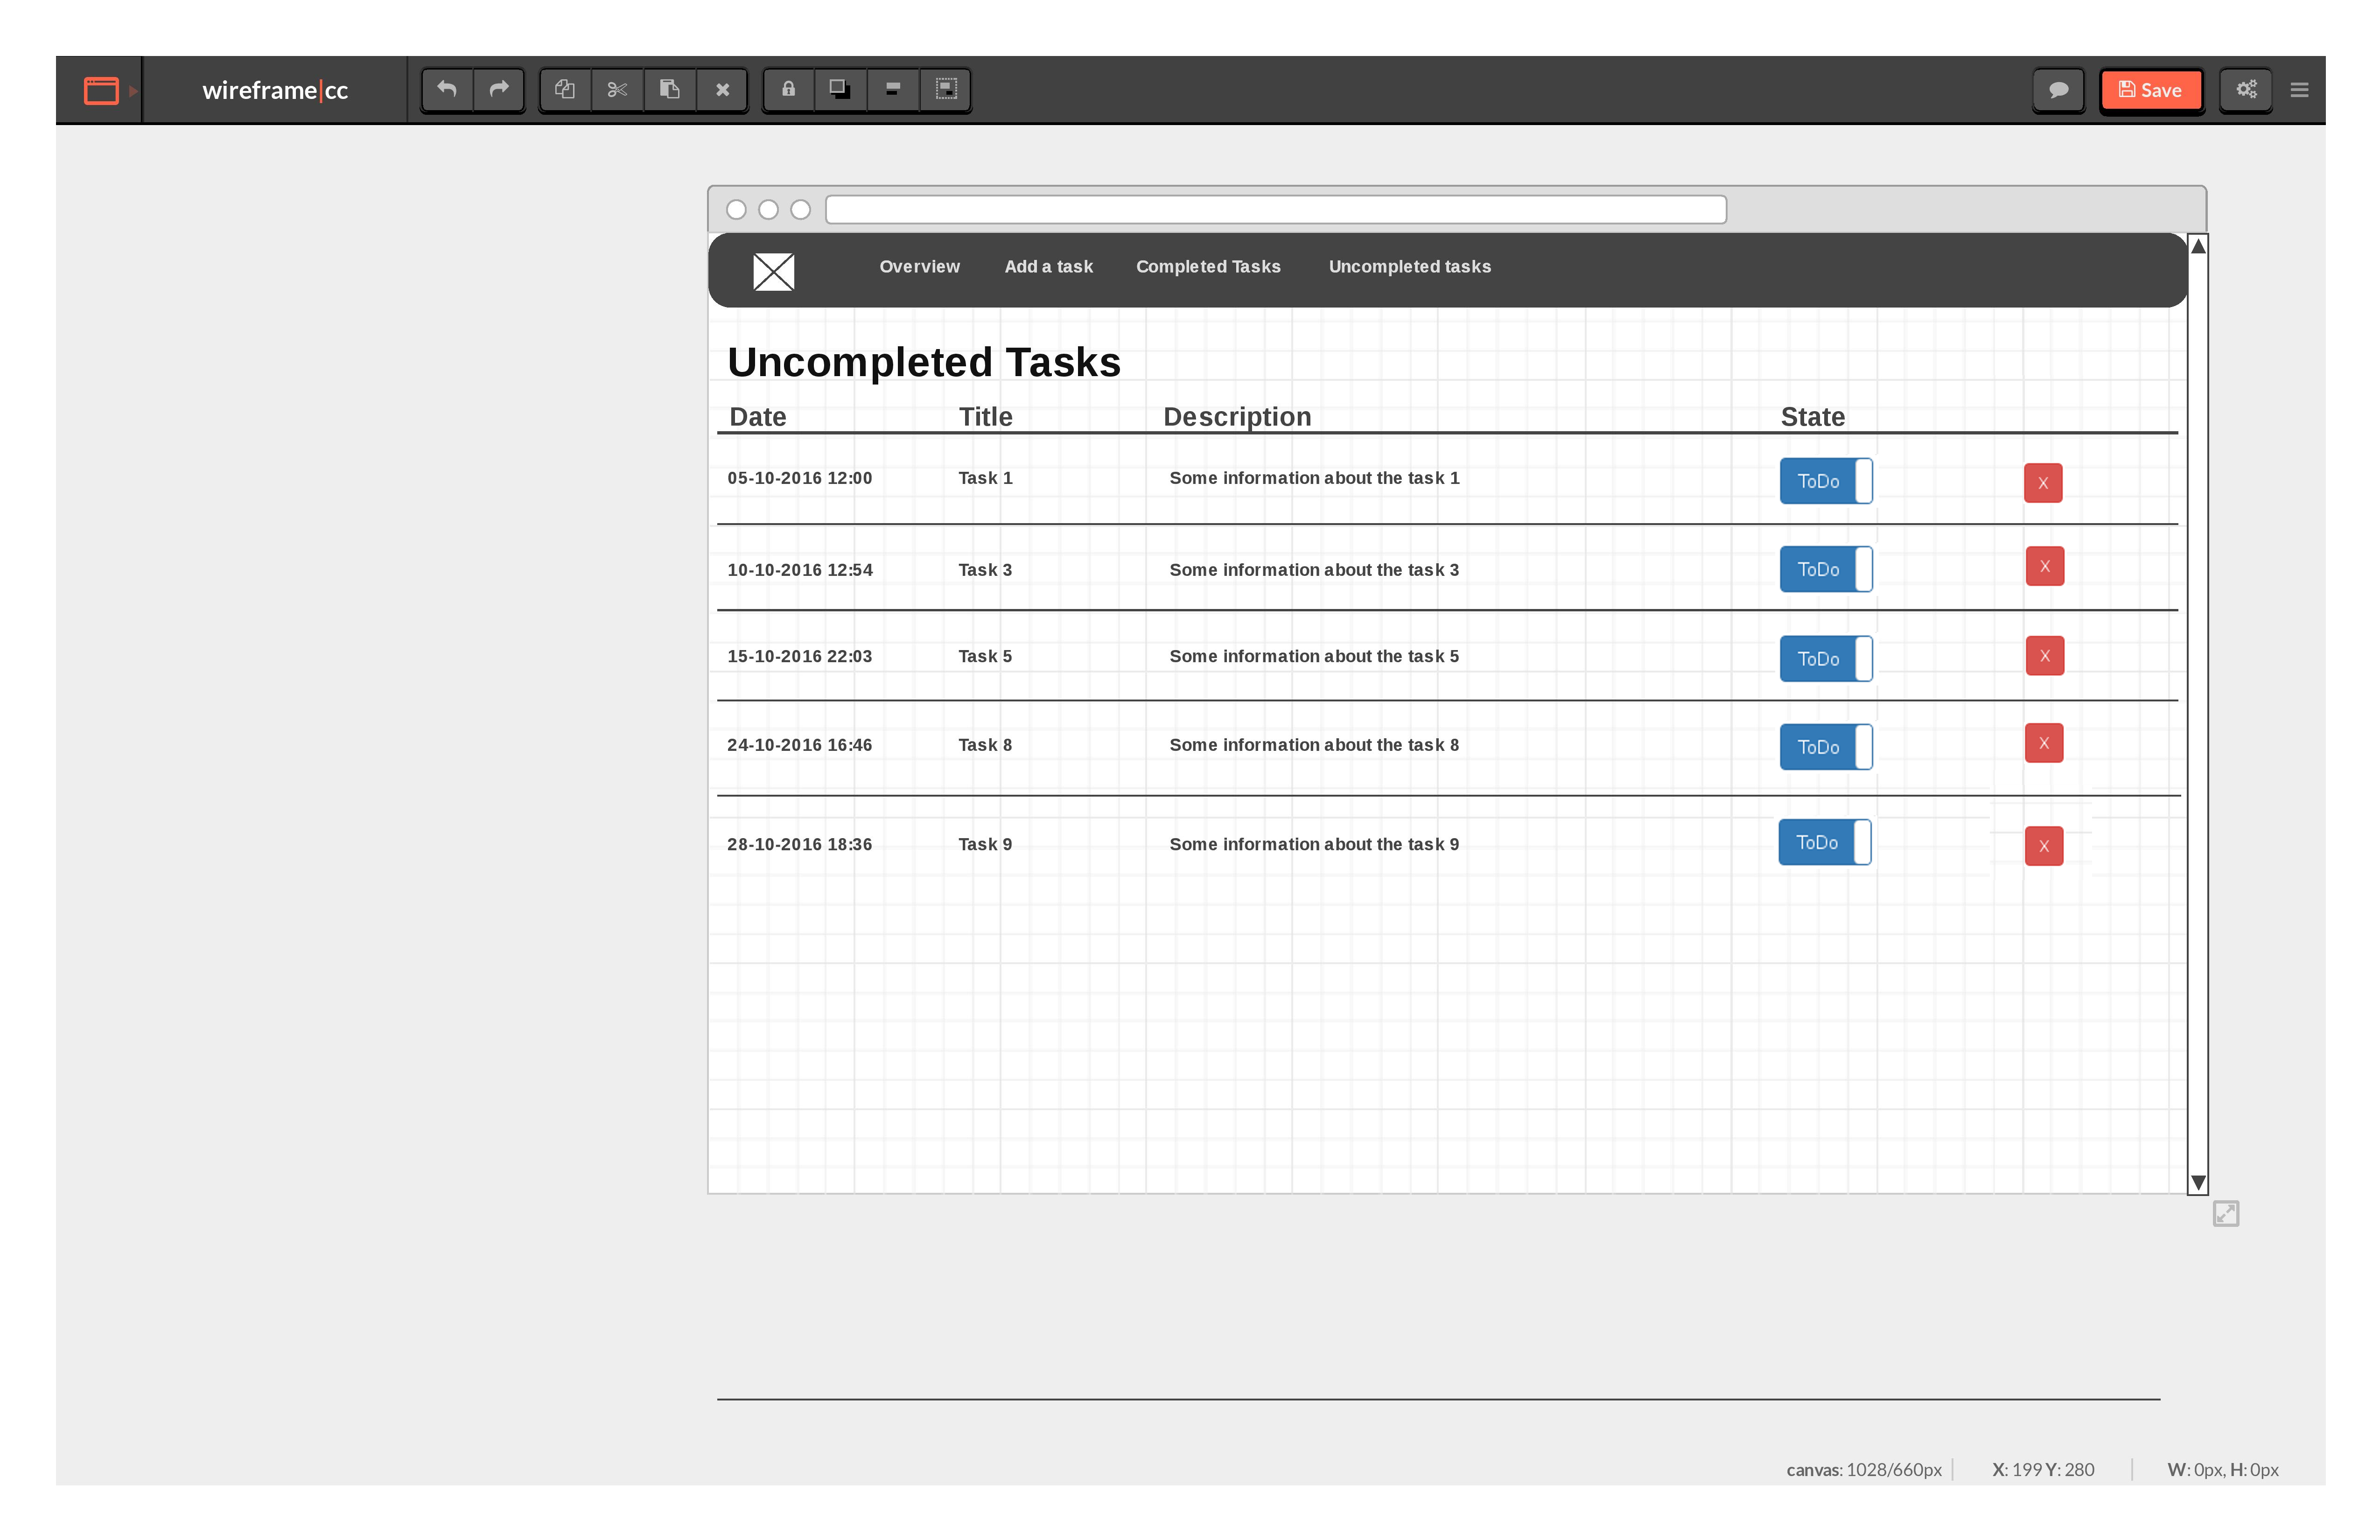 wireframe|cc Save
Overview Add a task Completed Tasks Uncompleted tasks
Uncompleted Tasks
Date Title Description State
05-10-2016 12:00 Task 1 Some information about the task 1 ToDo X
10-10-2016 12:54 Task 3 Some information about the task 3 ToDo X
15-10-2016 22:03 Task 5 Some information about the task 5 ToDo X
24-10-2016 16:46 Task 8 Some information about the task 8 ToDo X
28-10-2016 18:36 Task 9 Some information about the task 9 ToDo X
canvas: 1028/660px X: 199 Y: 280 W: 0px, H: 0px